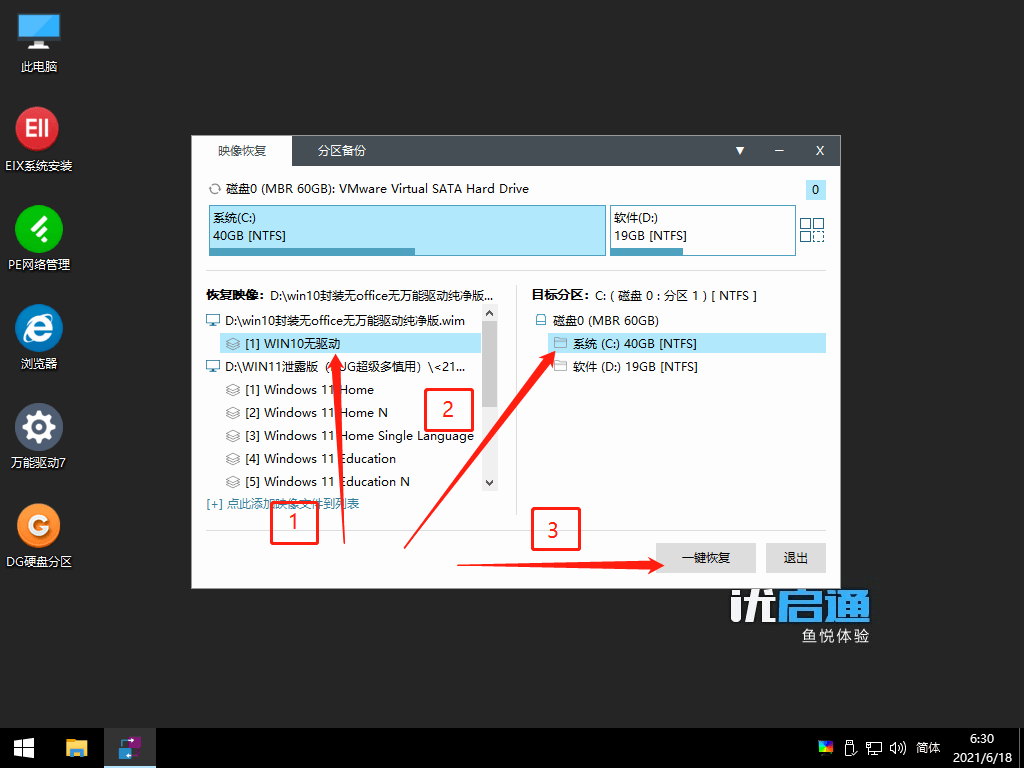 此电脑
EII
EIX系统安装
PE网络管理
浏览器
万能驱动7
DG硬盘分区
映像恢复
分区备份
X
磁盘0 (MBR 60GB): VMware Virtual SATA Hard Drive
0
系统(C:)
40GB [NTFS]
软件(D:)
19GB [NTFS]
恢复映像： D:\win10封装无office无万能驱动纯净版...
D:\win10封装无office无万能驱动纯净版.wim
[1] WIN10无驱动
D:\WIN11泄露版（ UG超级多慎用）\<21...
[1] Windows 11 Home
[2] Windows 11 Home N
[3] Windows 11 Home Single Language
[4] Windows 11 Education
[5] Windows 11 Education N
[+] 点此添加映像文件到列表
目标分区： C: ( 磁盘 0 : 分区 1 ) [ NTFS ]
磁盘0 (MBR 60GB)
系统 (C:) 40GB [NTFS]
软件 (D:) 19GB [NTFS]
1
2
3
一键恢复
退出
优启通
鱼悦体验
简体
6:30
2021/6/18